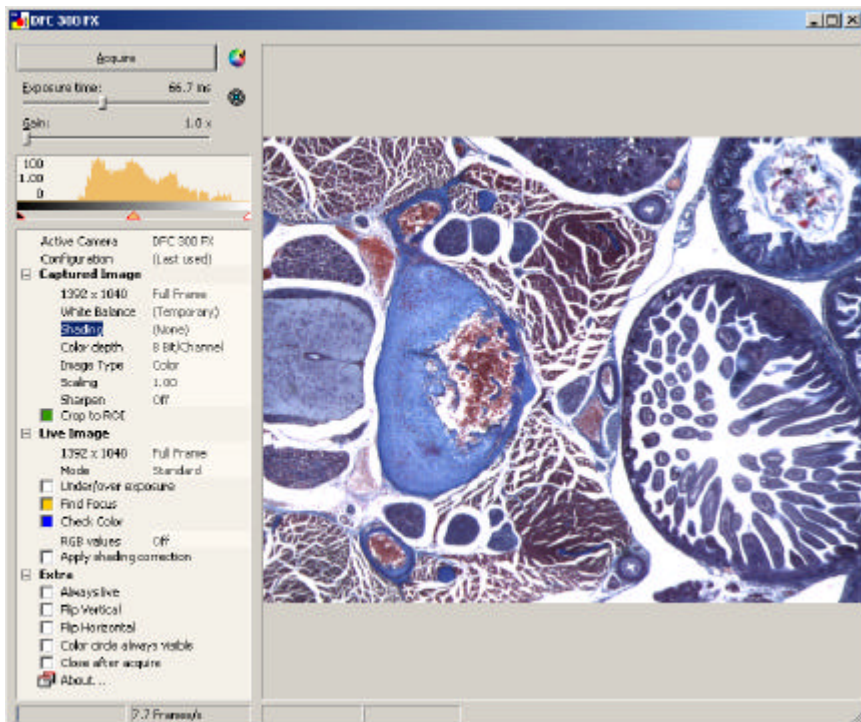 DFC 300 FX
Acquire
Exposure time: 66.7 ms
Gain: 1.0 x
100
1.00
0
Active Camera DFC 300 FX
Configuration (Last used)
Captured Image
1392 x 1040 Full Frame
White Balance (Temporary)
Shading (None)
Color depth 8 Bit/Channel
Image Type Color
Scaling 1.00
Sharpen Off
Crop to ROI
Live Image
1392 x 1040 Full Frame
Mode Standard
Under/over exposure
Find Focus
Check Color
RGB values Off
Apply shading correction
Extra
Always live
Flip Vertical
Flip Horizontal
Color circle always visible
Close after acquire
About...
7.7 Frames/s